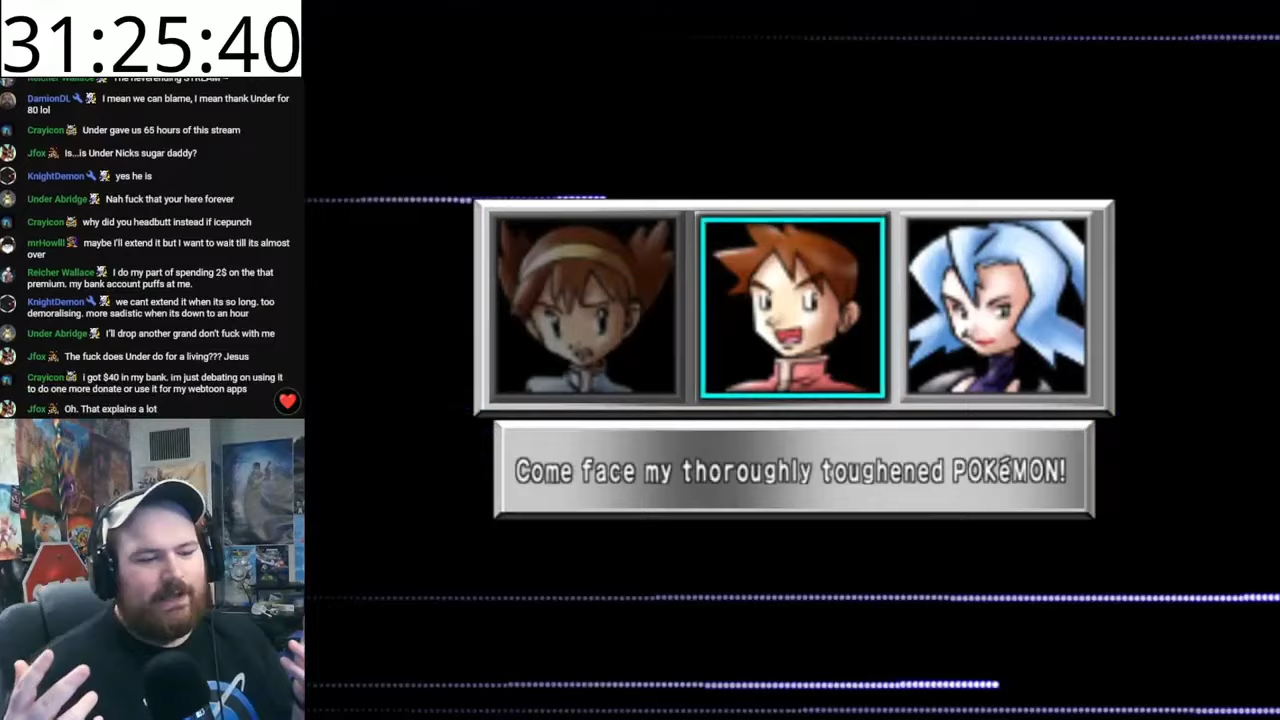 31:25:40
Reicher Wallace The neverending STREAM ~
DamionDL I mean we can blame, I mean thank Under for
80 lol
Crayicon Under gave us 65 hours of this stream
Jfox Is...is Under Nicks sugar daddy?
KnightDemon yes he is
Under Abridge Nah fuck that your here forever
Crayicon why did you headbutt instead if icepunch
mrHowlll maybe I'll extend it but I want to wait till its almost
over
Reicher Wallace I do my part of spending 2$ on the that
premium. my bank account puffs at me.
KnightDemon we cant extend it when its so long. too
demoralising. more sadistic when its down to an hour
Under Abridge I'll drop another grand don't fuck with me
Jfox The fuck does Under do for a living??? Jesus
Crayicon i got $40 in my bank. im just debating on using it
to do one more donate or use it for my webtoon apps
Jfox Oh. That explains a lot
Come face my thoroughly toughened POKéMON!